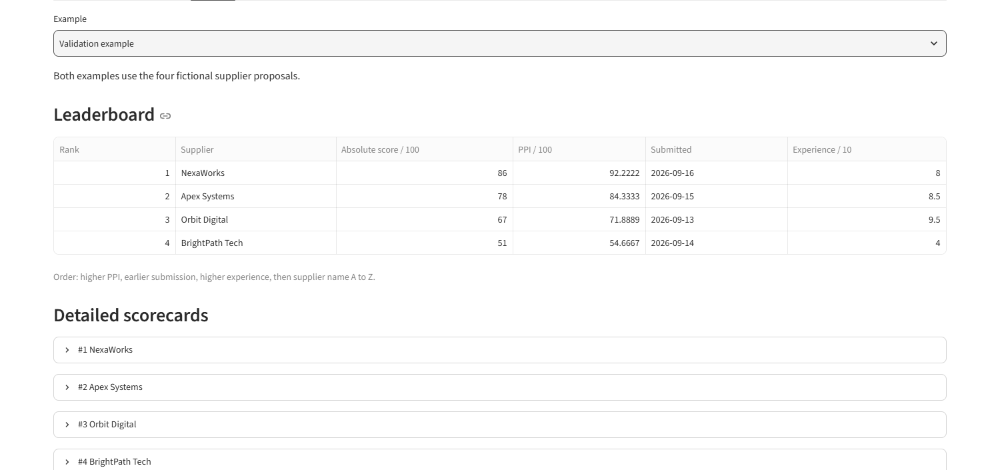 Example
Validation example
Both examples use the four fictional supplier proposals.
Leaderboard
Rank Supplier Absolute score / 100 PPI / 100 Submitted Experience / 10
1 NexaWorks 86 92.2222 2026-09-16 8
2 Apex Systems 78 84.3333 2026-09-15 8.5
3 Orbit Digital 67 71.8889 2026-09-13 9.5
4 BrightPath Tech 51 54.6667 2026-09-14 4
Order: higher PPI, earlier submission, higher experience, then supplier name A to Z.
Detailed scorecards
#1 NexaWorks
#2 Apex Systems
#3 Orbit Digital
#4 BrightPath Tech